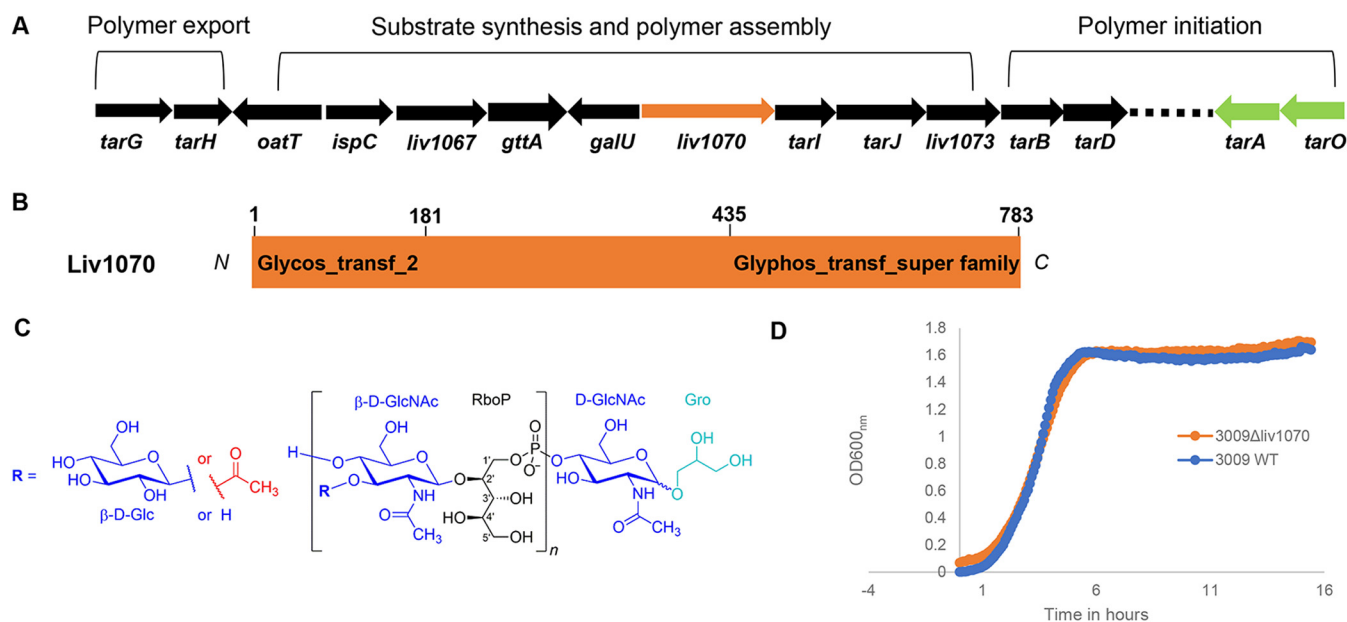 A
Polymer export
Substrate synthesis and polymer assembly
Polymer initiation
tarG tarH oatT ispC liv1067 gttA galU liv1070 tarI tarJ liv1073 tarB tarD tarA tarO
B
1 181 435 783
Liv1070 N Glycos_transf_2 Glyphos_transf_super family C
C
R =
OH
HO
HO
OH
O
β-D-Glc
or
O
CH3
or H
β-D-GlcNAc RboP D-GlcNAc Gro
OH
H
O
O
R
O
NH
O
CH3
O
1'
2'
3'
4'
5'
OH
HO
OH
O
O
P
O-
O
n
OH
O
HO
NH
O
CH3
O
OH
OH
D
OD600nm
1.8
1.6
1.4
1.2
1
0.8
0.6
0.4
0.2
0
-4 1 6 11 16
Time in hours
3009Δliv1070
3009 WT